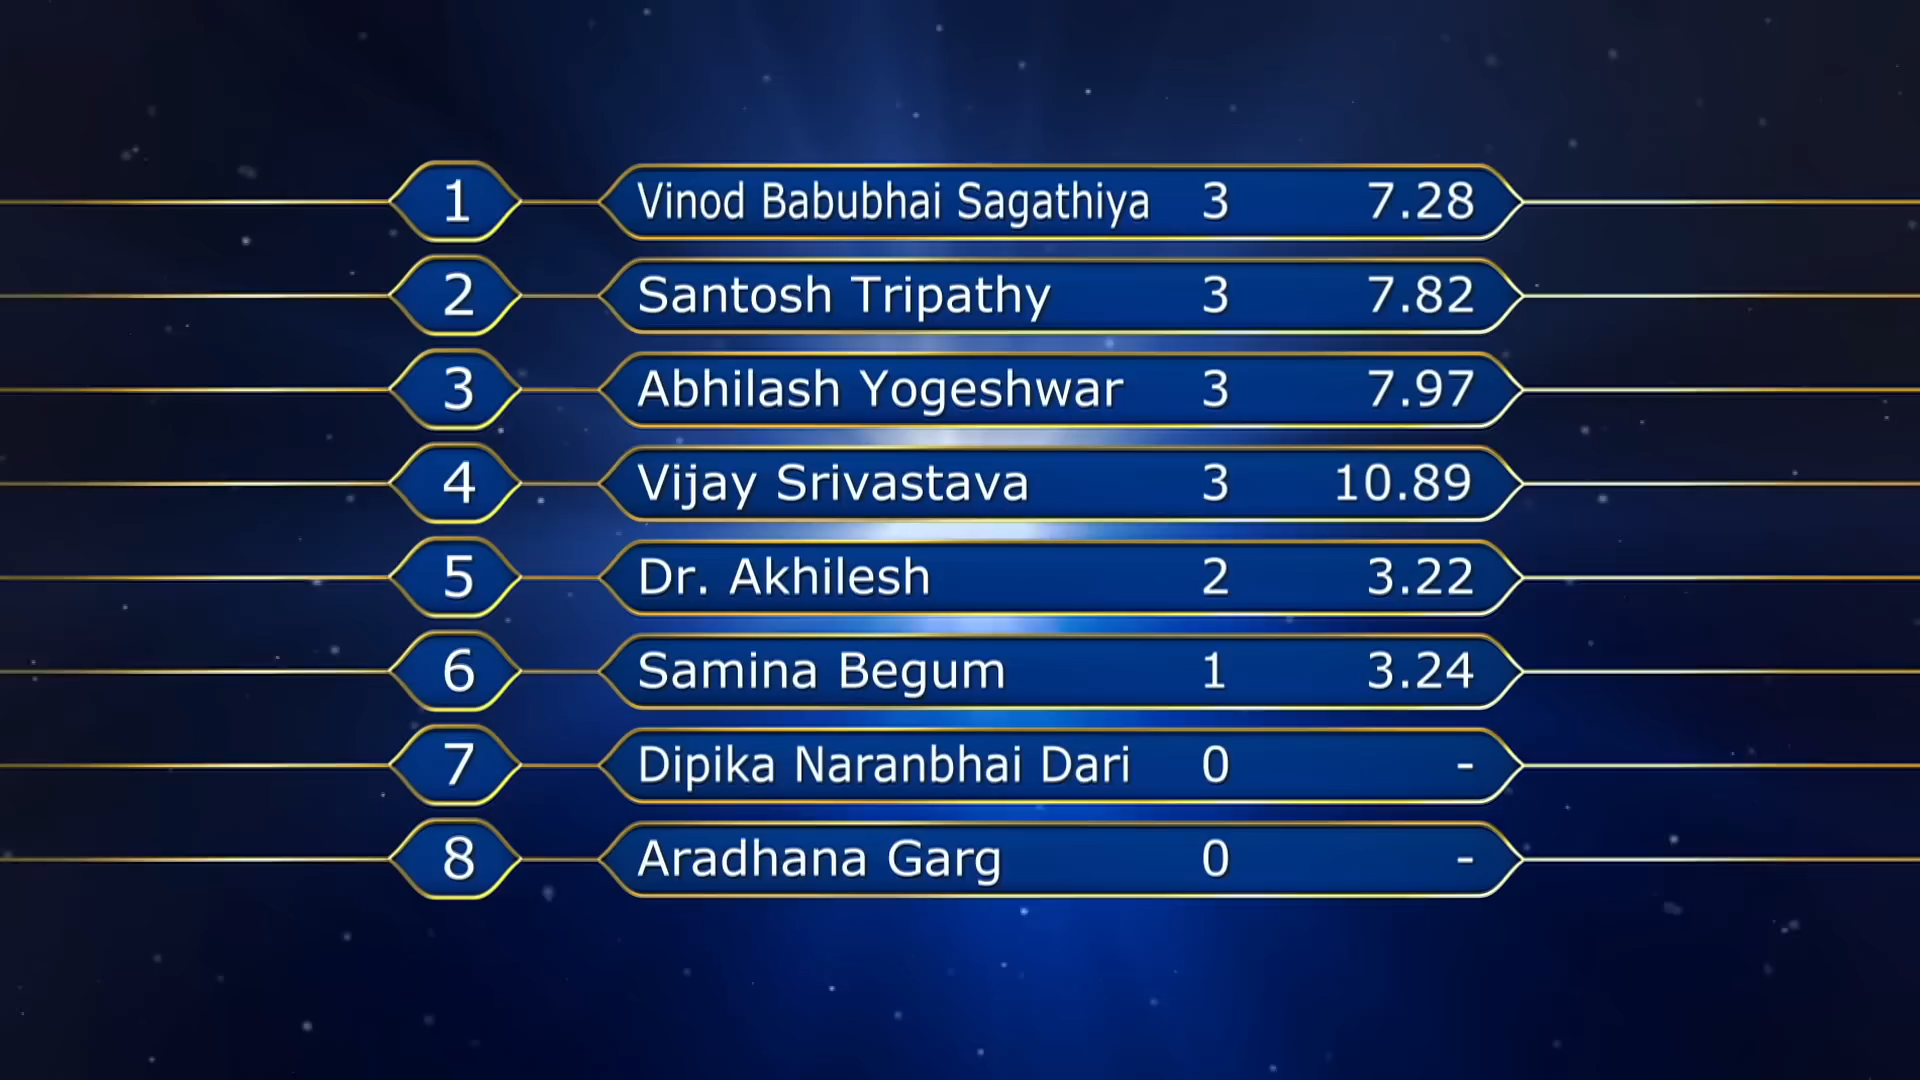 1 Vinod Babubhai Sagathiya 3 7.28
2 Santosh Tripathy 3 7.82
3 Abhilash Yogeshwar 3 7.97
4 Vijay Srivastava 3 10.89
5 Dr. Akhilesh 2 3.22
6 Samina Begum 1 3.24
7 Dipika Naranbhai Dari 0 -
8 Aradhana Garg 0 -